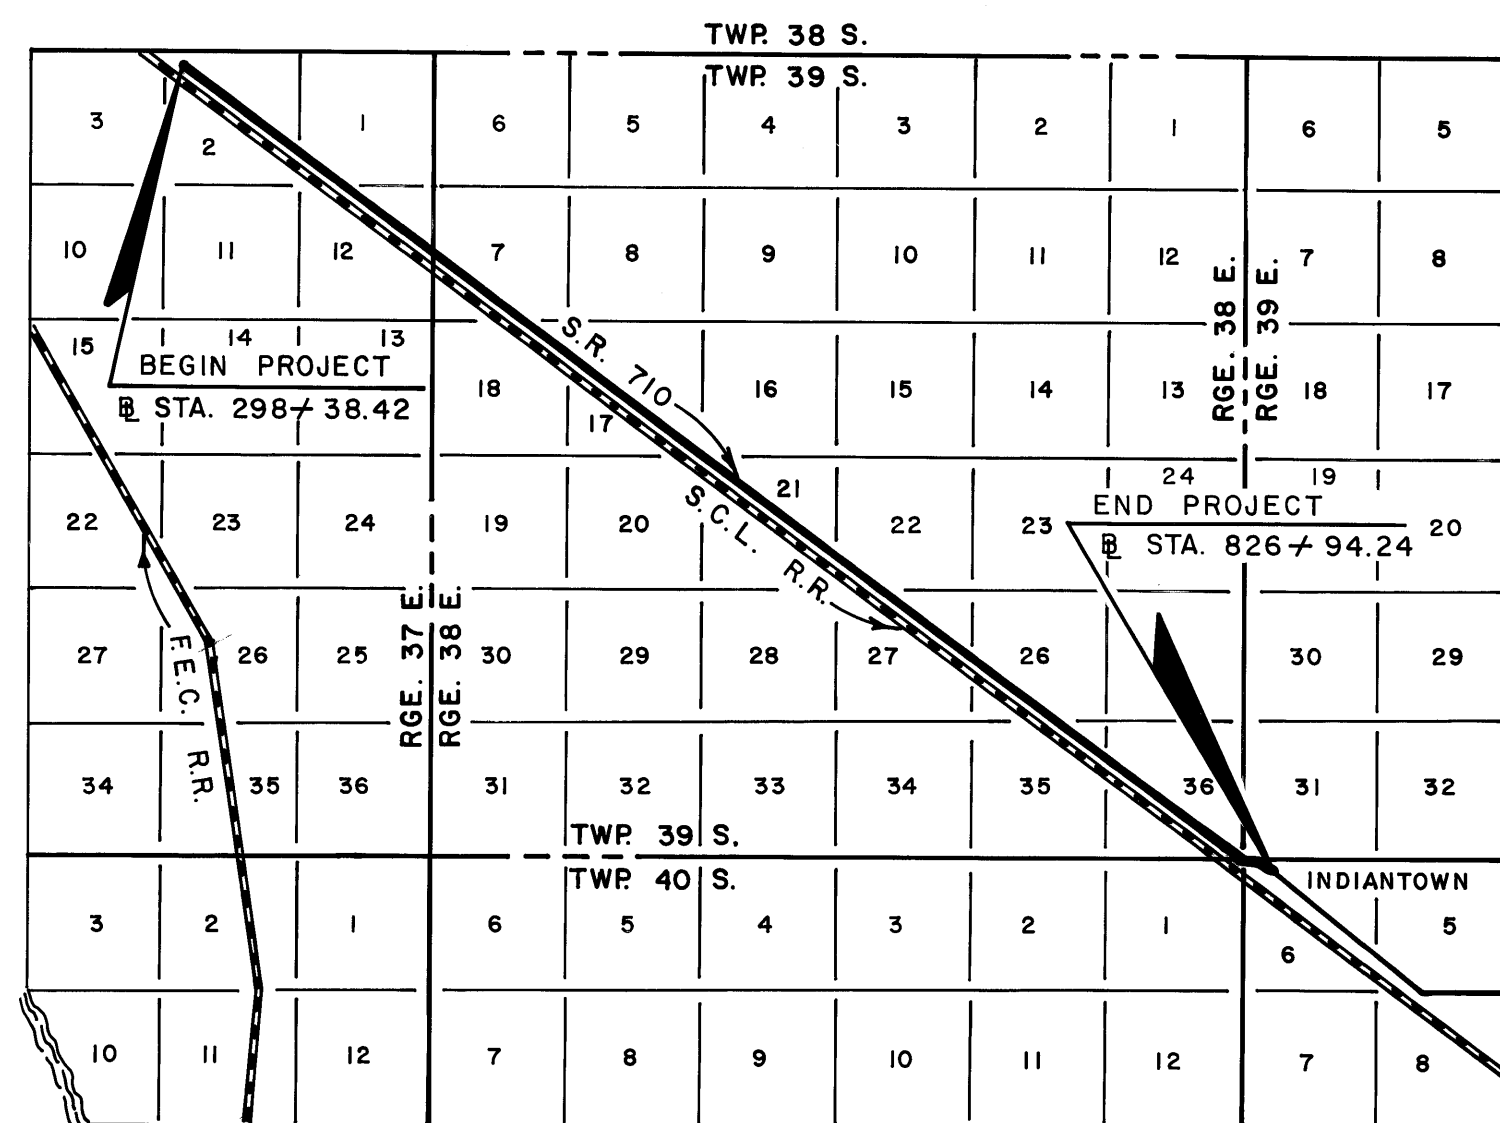 TWP. 38 S.
TWP. 39 S.
3 2 1 6 5 4 3 2 1 6 5
10 11 12 7 8 9 10 11 12 7 8
RGE. 38 E.
RGE. 39 E.
15 14 13 18 17 16 15 14 13 18 17
BEGIN PROJECT
BL STA. 298+38.42
S.R. 710
22 23 24 19 20 21 22 23 24 19 20
S.C.L. R.R.
END PROJECT
BL STA. 826+94.24
F.E.C. R.R.
RGE. 37 E.
RGE. 38 E.
27 26 25 30 29 28 27 26 30 29
34 35 36 31 32 33 34 35 36 31 32
TWP. 39 S.
TWP. 40 S.
INDIANTOWN
3 2 1 6 5 4 3 2 1 6 5
10 11 12 7 8 9 10 11 12 7 8